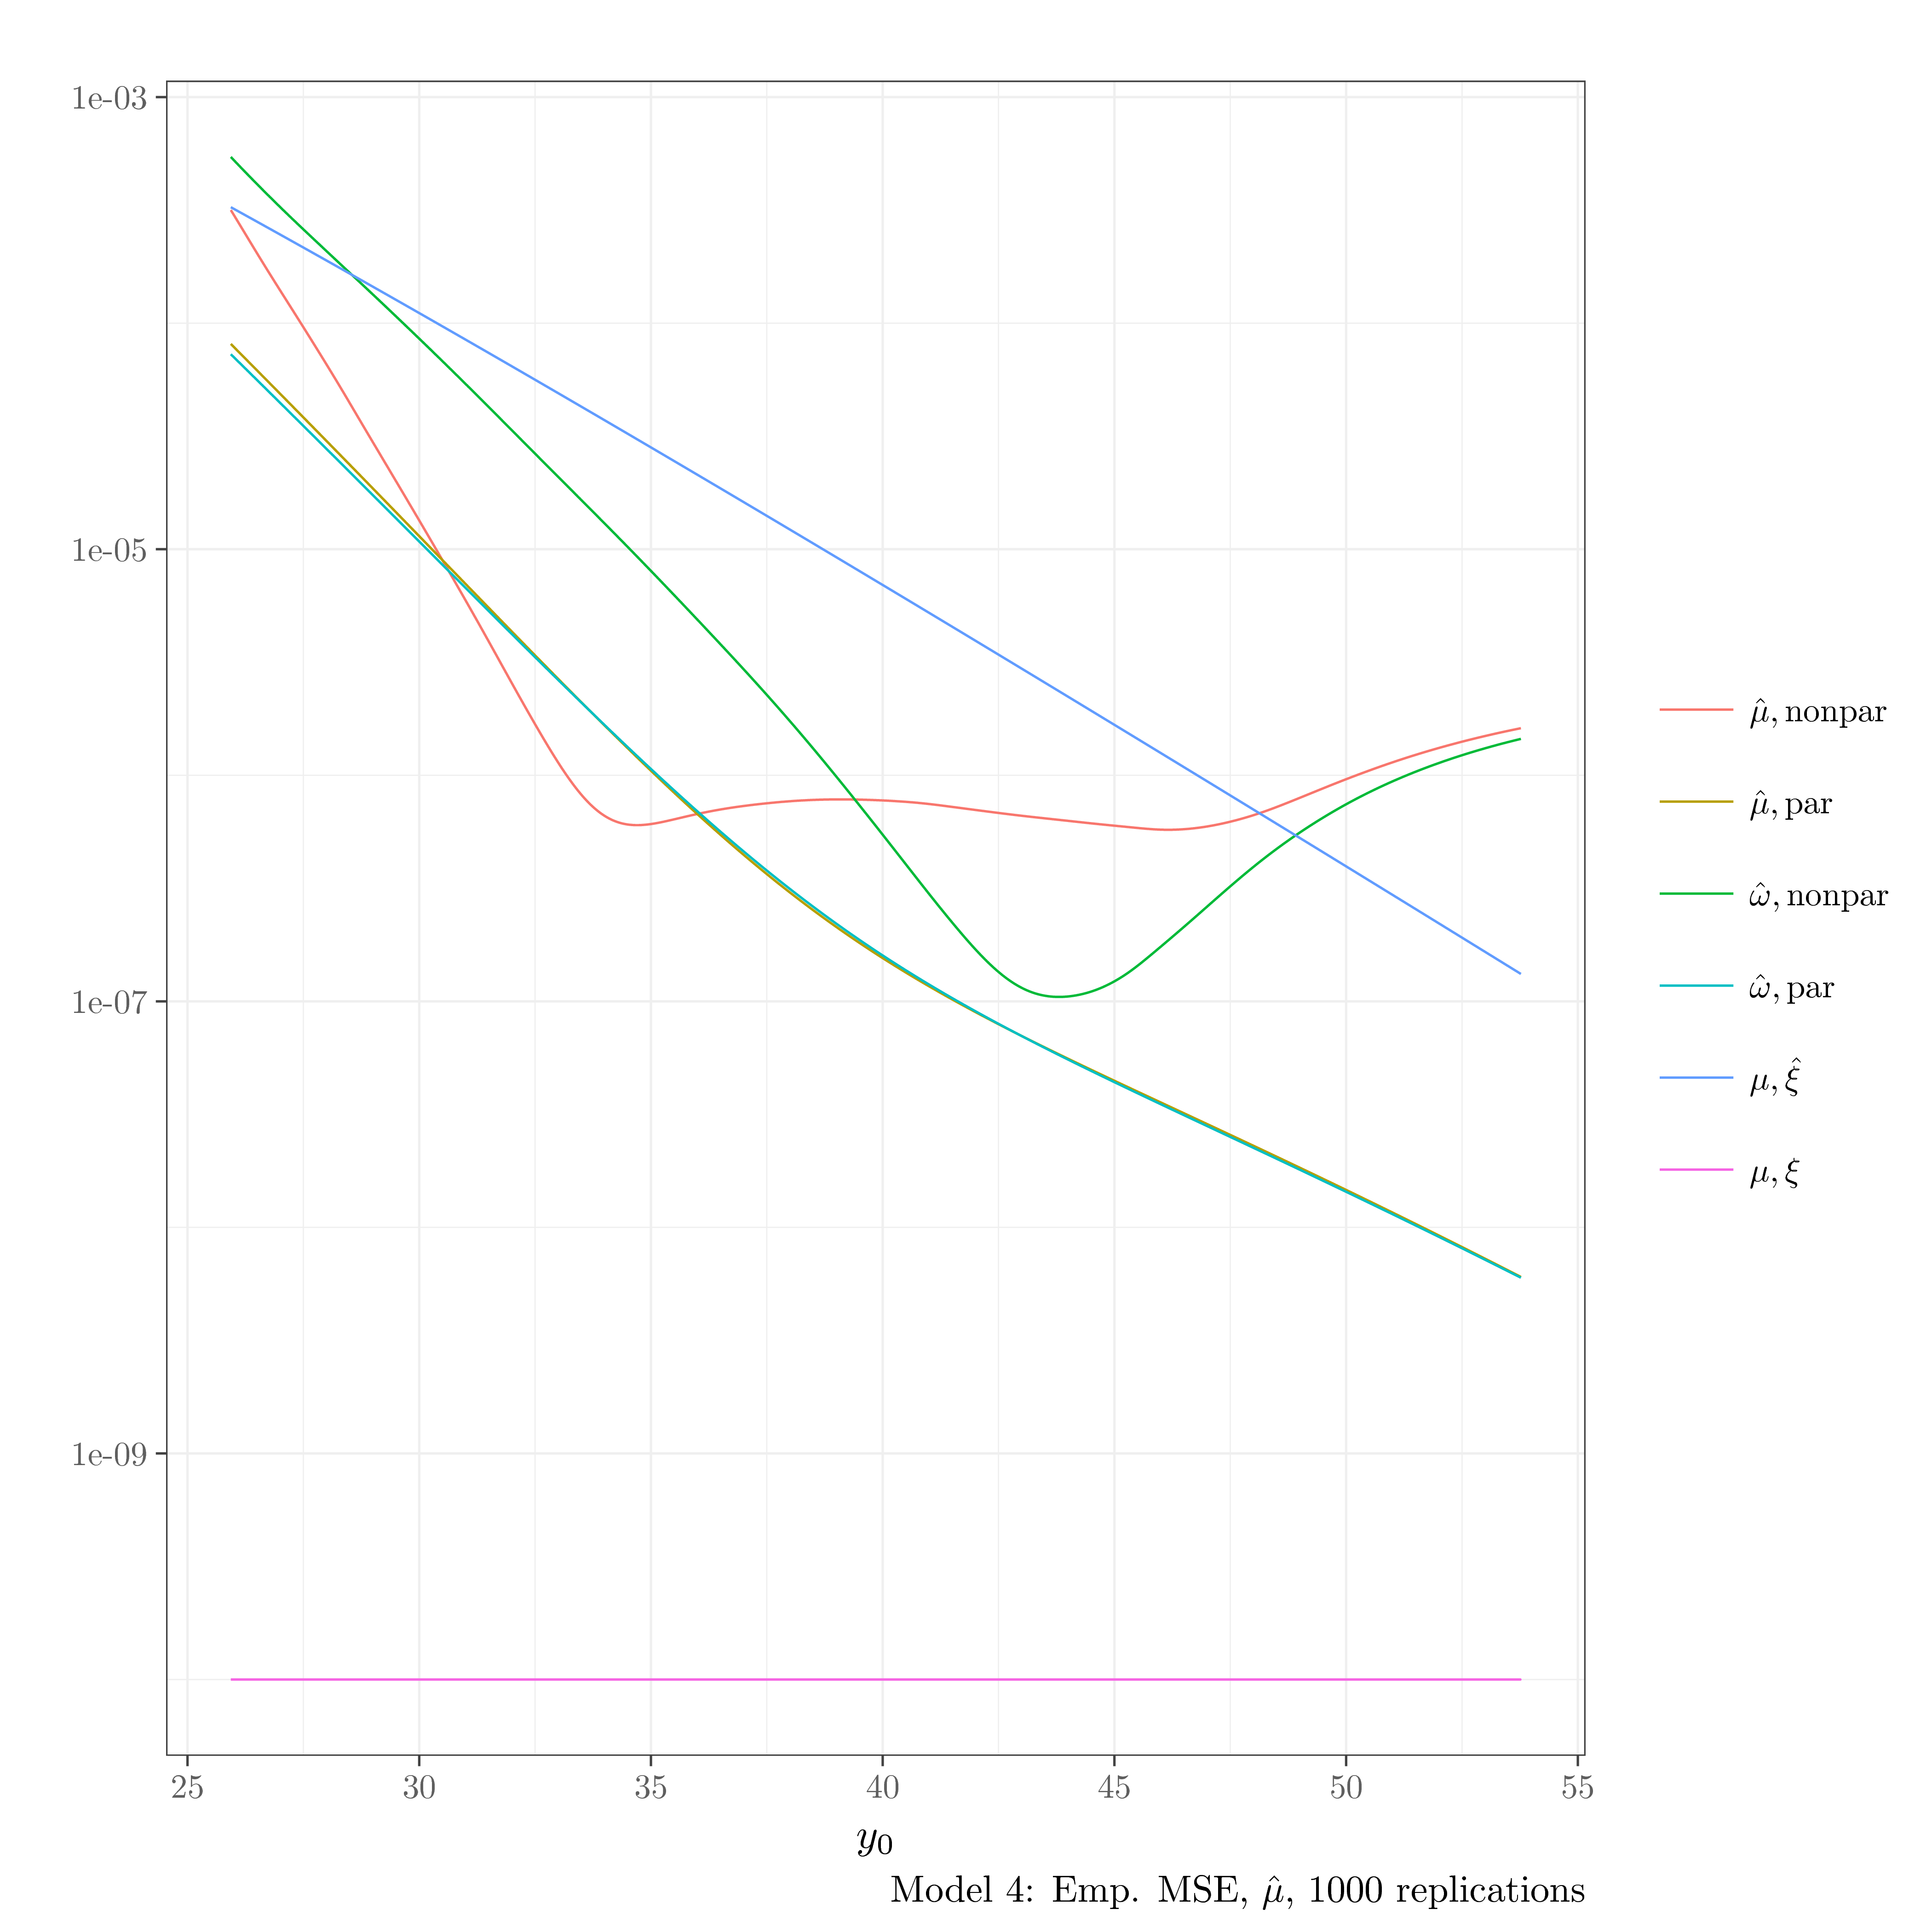 1e-03
1e-05
1e-07
1e-09
25 30 35 40 45 50 55
y₀
μ̂, nonpar
μ̂, par
ω̂, nonpar
ω̂, par
μ, ξ̂
μ, ξ
Model 4: Emp. MSE, μ̂, 1000 replications